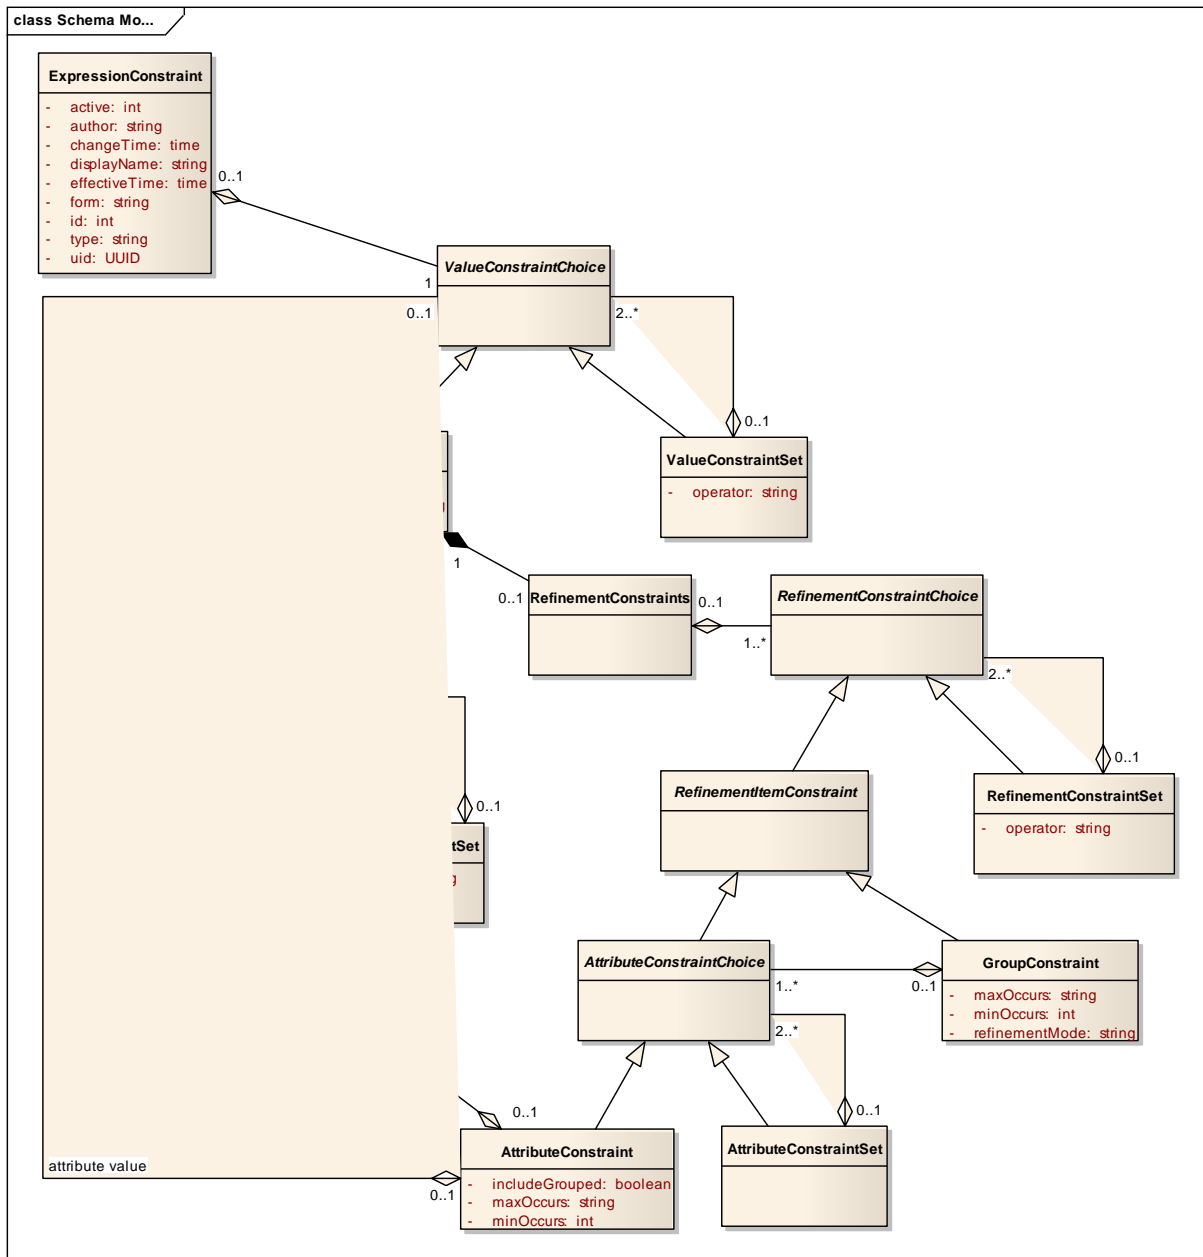 class Schema Mo...
ExpressionConstraint
- active: int
- author: string
- changeTime: time
- displayName: string
- effectiveTime: time
- form: string
- id: int
- type: string
- uid: UUID
0..1
ValueConstraintChoice
1
0..1
2..*
0..1
ValueConstraintSet
- operator: string
1
0..1
RefinementConstraints
0..1
1..*
RefinementConstraintChoice
2..*
0..1
RefinementItemConstraint
RefinementConstraintSet
- operator: string
0..1
tSet
AttributeConstraintChoice
1..*
0..1
GroupConstraint
- maxOccurs: string
- minOccurs: int
- refinementMode: string
2..*
0..1
0..1
AttributeConstraint
- includeGrouped: boolean
- maxOccurs: string
- minOccurs: int
AttributeConstraintSet
attribute value
0..1